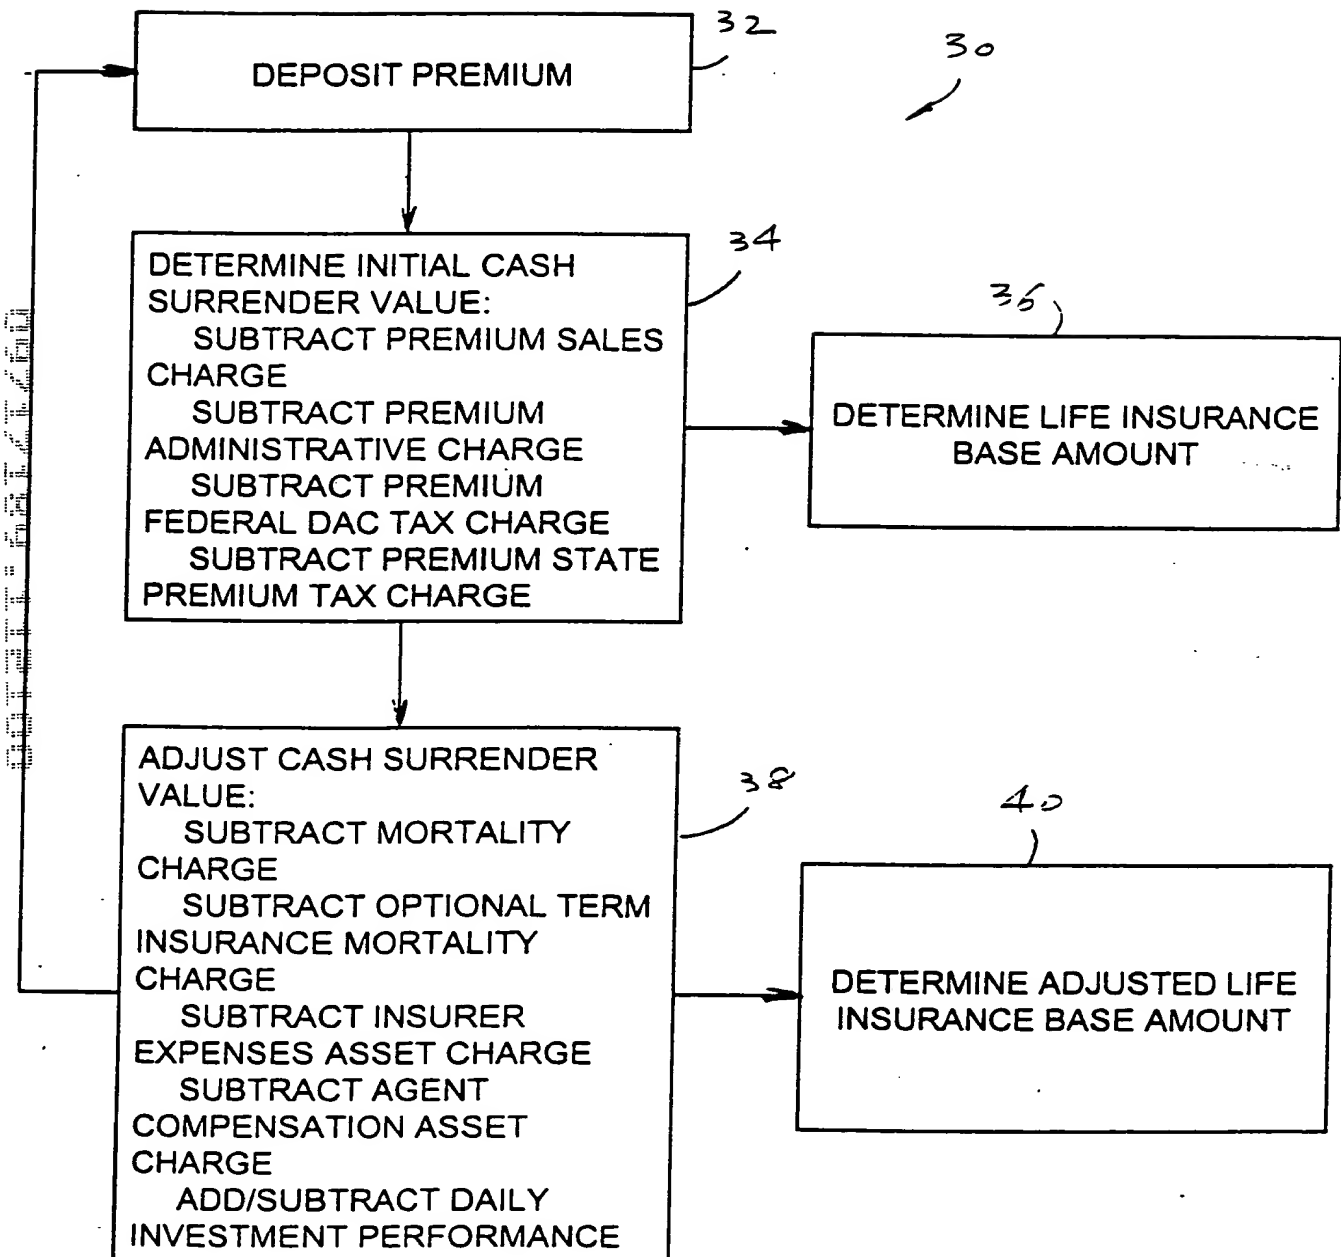 32
DEPOSIT PREMIUM
30
34
DETERMINE INITIAL CASH
SURRENDER VALUE:
SUBTRACT PREMIUM SALES
CHARGE
SUBTRACT PREMIUM
ADMINISTRATIVE CHARGE
SUBTRACT PREMIUM
FEDERAL DAC TAX CHARGE
SUBTRACT PREMIUM STATE
PREMIUM TAX CHARGE
36
DETERMINE LIFE INSURANCE
BASE AMOUNT
38
ADJUST CASH SURRENDER
VALUE:
SUBTRACT MORTALITY
CHARGE
SUBTRACT OPTIONAL TERM
INSURANCE MORTALITY
CHARGE
SUBTRACT INSURER
EXPENSES ASSET CHARGE
SUBTRACT AGENT
COMPENSATION ASSET
CHARGE
ADD/SUBTRACT DAILY
INVESTMENT PERFORMANCE
40
DETERMINE ADJUSTED LIFE
INSURANCE BASE AMOUNT